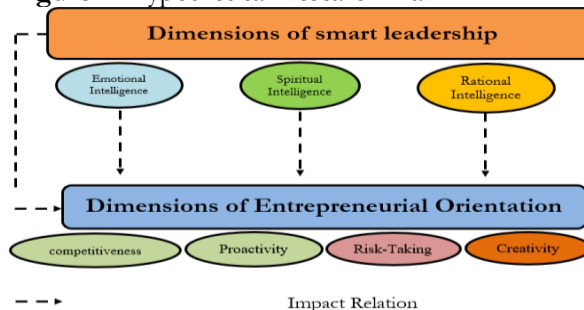 Dimensions of smart leadership
Emotional
Intelligence
Spiritual
Intelligence
Rational
Intelligence
Dimensions of Entrepreneurial Orientation
competitiveness
Proactivity
Risk-Taking
Creativity
Impact Relation